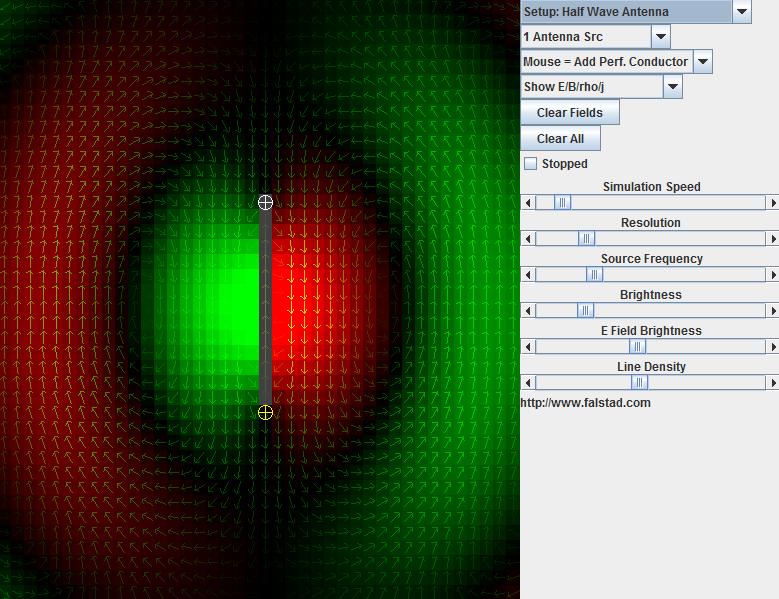 Setup: Half Wave Antenna
1 Antenna Src
Mouse = Add Perf. Conductor
Show E/B/rho/j
Clear Fields
Clear All
Stopped
Simulation Speed
Resolution
Source Frequency
Brightness
E Field Brightness
Line Density
http://www.falstad.com